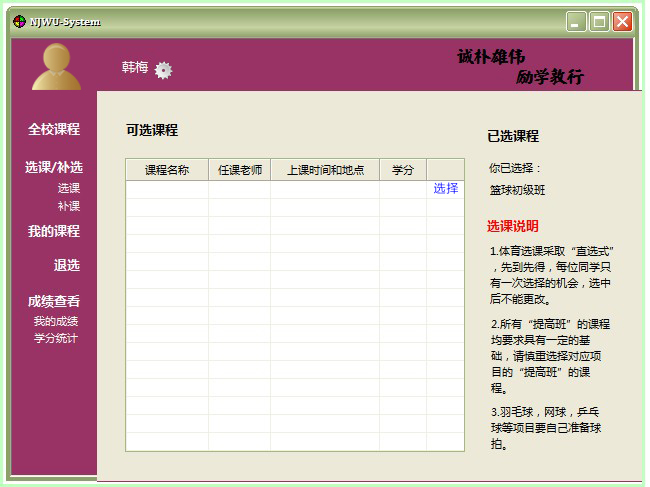 NJWU-System
韩梅
诚朴雄伟
励学敦行
全校课程
选课/补选
选课
补课
我的课程
退选
成绩查看
我的成绩
学分统计
可选课程
课程名称 任课老师 上课时间和地点 学分
选择
已选课程
你已选择：
篮球初级班
选课说明
1.体育选课采取“直选式”
，先到先得，每位同学只
有一次选择的机会，选中
后不能更改。
2.所有“提高班”的课程
均要求具有一定的基
础，请慎重选择对应项
目的“提高班”的课
程。
3.羽毛球，网球，乒乓
球等项目要自己准备球
拍。